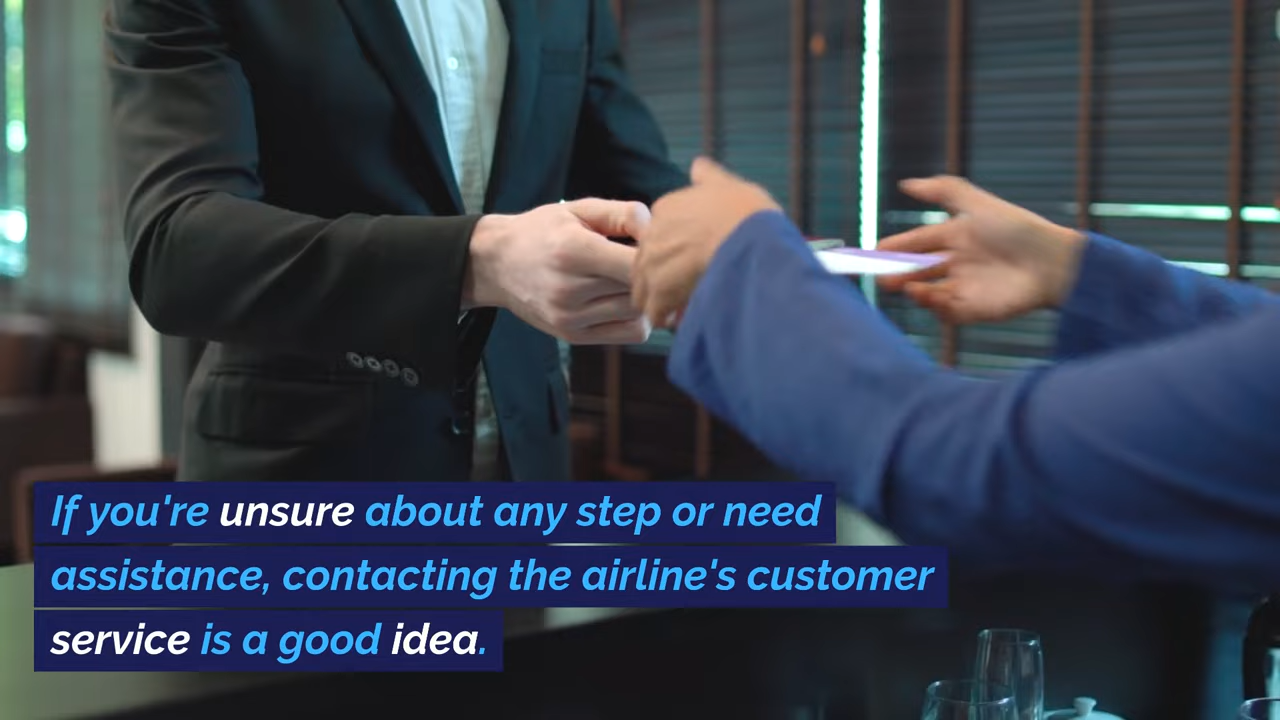 If you're unsure about any step or need
assistance, contacting the airline's customer
service is a good idea.